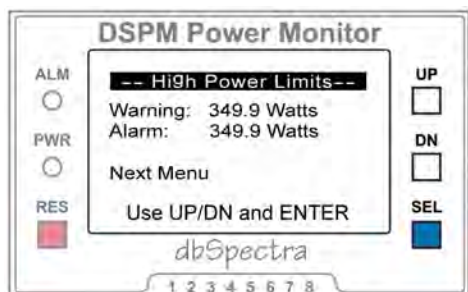 DSPM Power Monitor
ALM
PWR
RES
-- High Power Limits--
Warning: 349.9 Watts
Alarm: 349.9 Watts
Next Menu
Use UP/DN and ENTER
UP
DN
SEL
dbSpectra
1 2 3 4 5 6 7 8